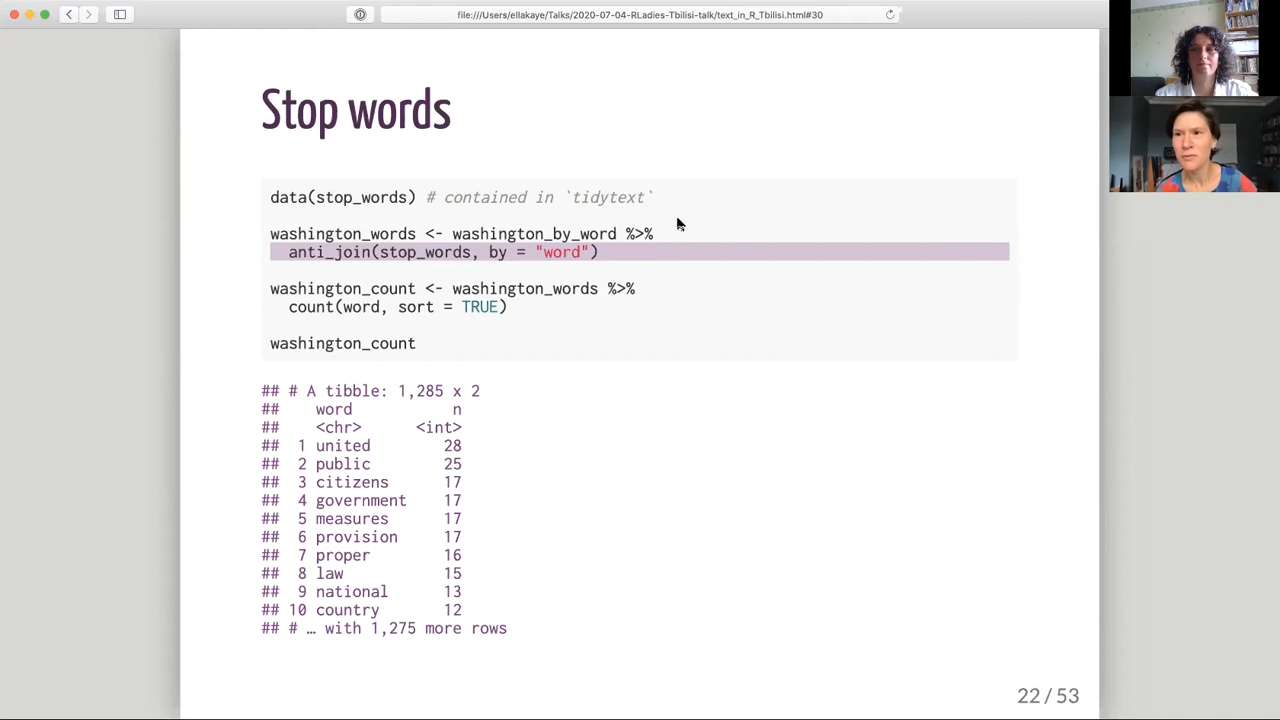 file:///Users/ellakaye/Talks/2020-07-04-RLadies-Tbilisi-talk/text_in_R_Tbilisi.html#30
Stop words
data(stop_words) # contained in `tidytext`
washington_words <- washington_by_word %>%
  anti_join(stop_words, by = "word")
washington_count <- washington_words %>%
  count(word, sort = TRUE)
washington_count
## # A tibble: 1,285 x 2
##    word           n
##    <chr>      <int>
##  1 united        28
##  2 public        25
##  3 citizens      17
##  4 government    17
##  5 measures      17
##  6 provision     17
##  7 proper        16
##  8 law           15
##  9 national      13
## 10 country       12
## # … with 1,275 more rows
22 / 53